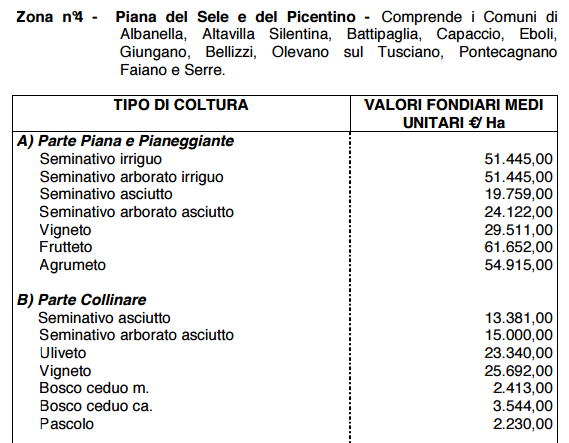 Zona n°4 - Piana del Sele e del Picentino - Comprende i Comuni di
Albanella, Altavilla Silentina, Battipaglia, Capaccio, Eboli,
Giungano, Bellizzi, Olevano sul Tusciano, Pontecagnano
Faiano e Serre.
TIPO DI COLTURA VALORI FONDIARI MEDI
UNITARI €/ Ha
A) Parte Piana e Pianeggiante
Seminativo irriguo 51.445,00
Seminativo arborato irriguo 51.445,00
Seminativo asciutto 19.759,00
Seminativo arborato asciutto 24.122,00
Vigneto 29.511,00
Frutteto 61.652,00
Agrumeto 54.915,00
B) Parte Collinare
Seminativo asciutto 13.381,00
Seminativo arborato asciutto 15.000,00
Uliveto 23.340,00
Vigneto 25.692,00
Bosco ceduo m. 2.413,00
Bosco ceduo ca. 3.544,00
Pascolo 2.230,00